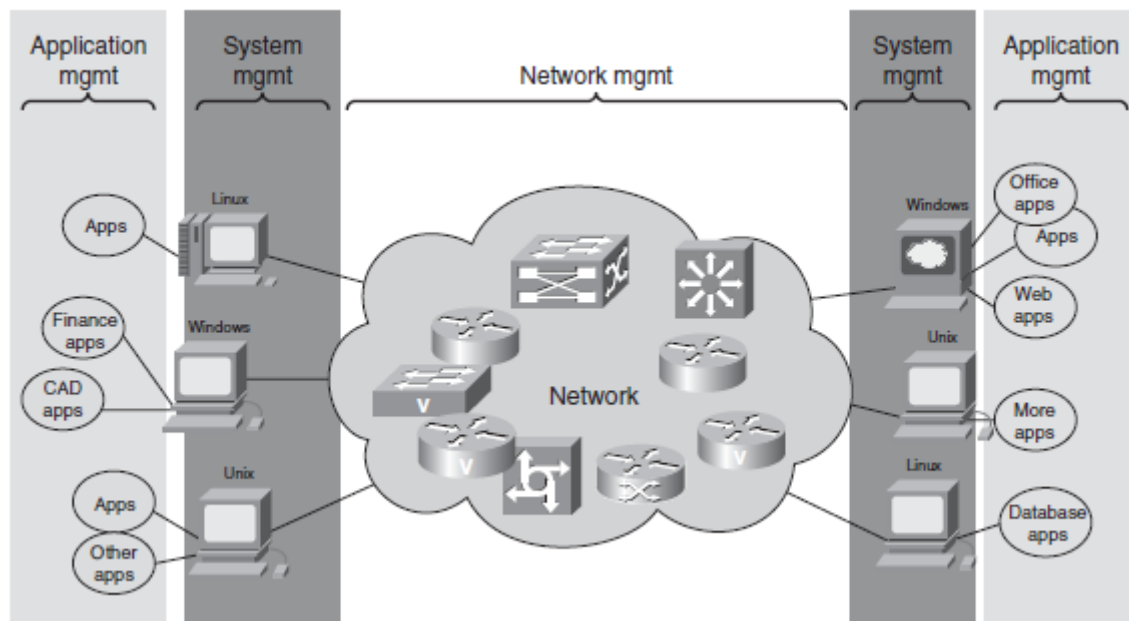 Application
mgmt
System
mgmt
Network mgmt
System
mgmt
Application
mgmt
Linux
Apps
Windows
Finance
apps
CAD
apps
Unix
Apps
Other
apps
Network
V
V
V
Windows
Office
apps
Apps
Web
apps
Unix
More
apps
Linux
Database
apps